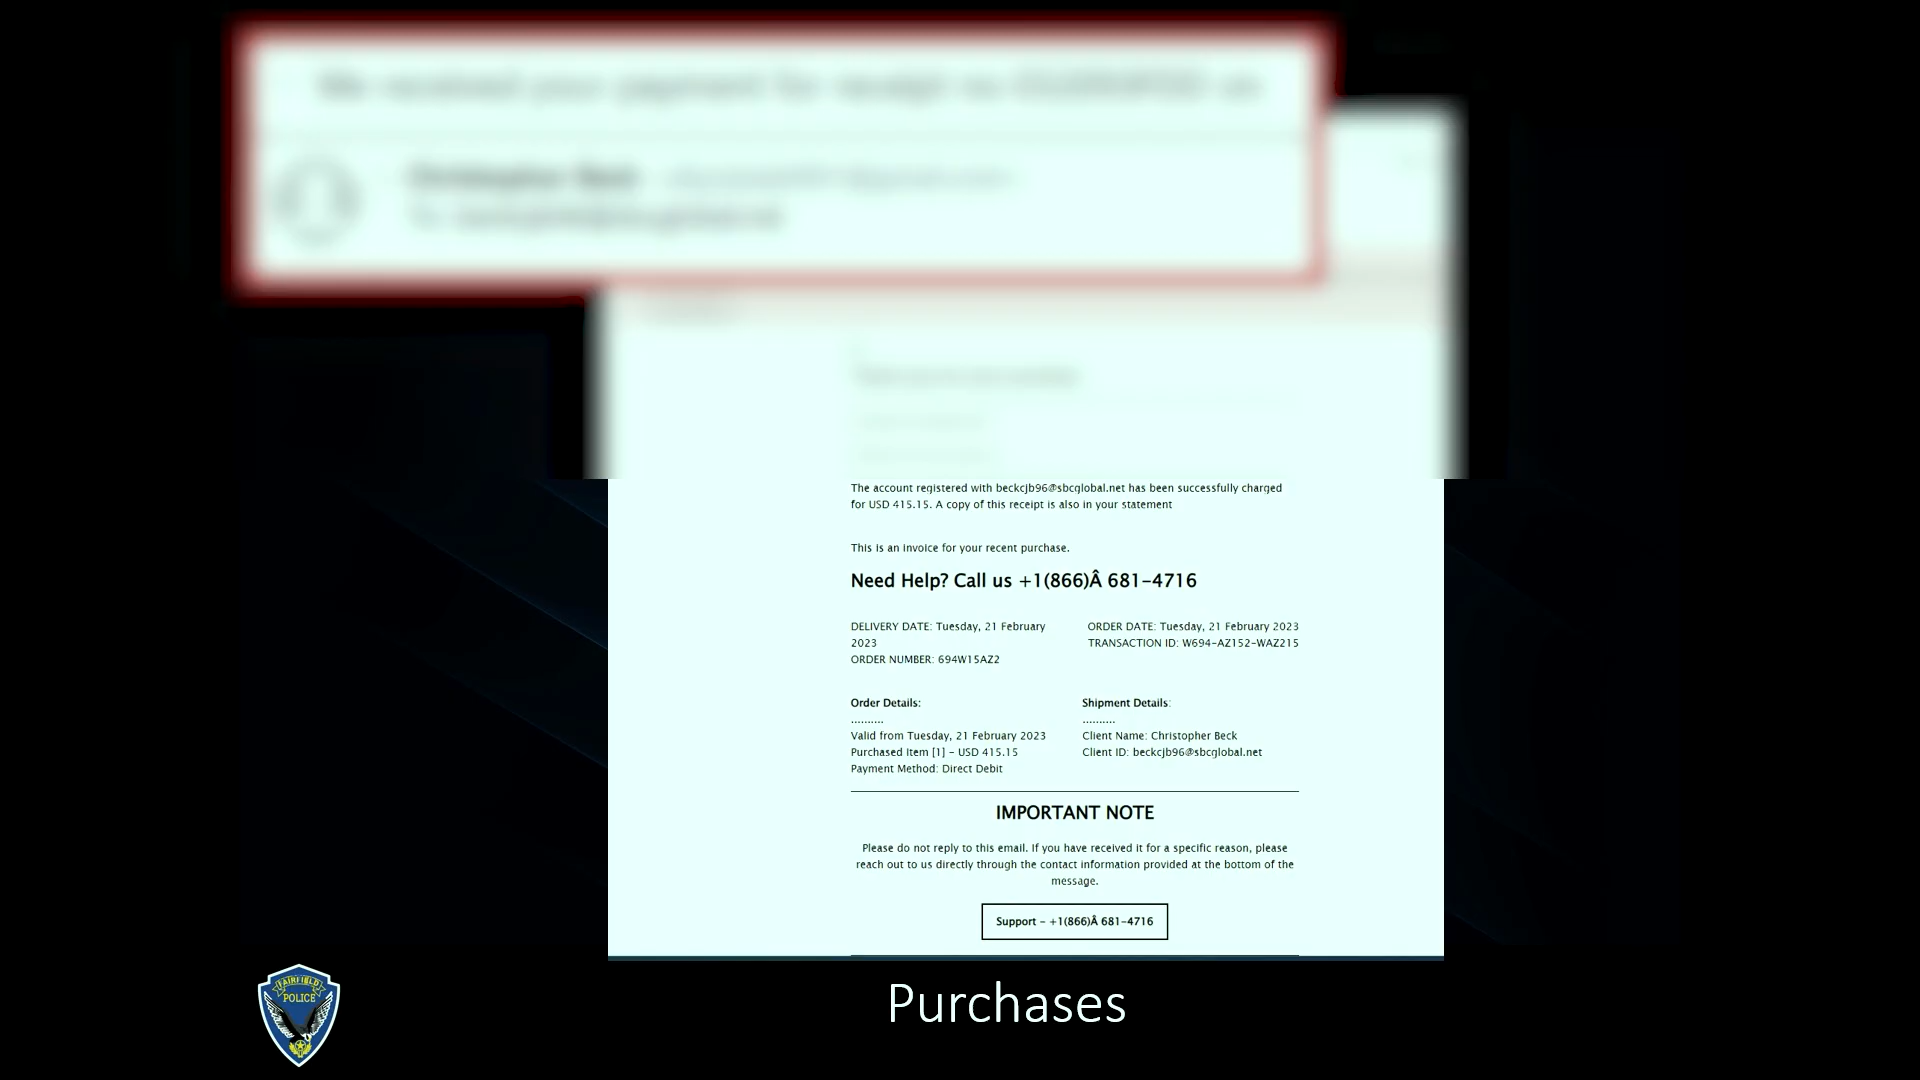 The account registered with beckcjb96@sbcglobal.net has been successfully charged
for USD 415.15. A copy of this receipt is also in your statement
This is an invoice for your recent purchase.
Need Help? Call us +1(866)Â 681-4716
DELIVERY DATE: Tuesday, 21 February
2023
ORDER NUMBER: 694W15AZ2
ORDER DATE: Tuesday, 21 February 2023
TRANSACTION ID: W694-AZ152-WAZ215
Order Details:
..........
Valid from Tuesday, 21 February 2023
Purchased Item [1] - USD 415.15
Payment Method: Direct Debit
Shipment Details:
..........
Client Name: Christopher Beck
Client ID: beckcjb96@sbcglobal.net
IMPORTANT NOTE
Please do not reply to this email. If you have received it for a specific reason, please
reach out to us directly through the contact information provided at the bottom of the
message.
Support - +1(866)Â 681-4716
FAIRFIELD
POLICE
Purchases